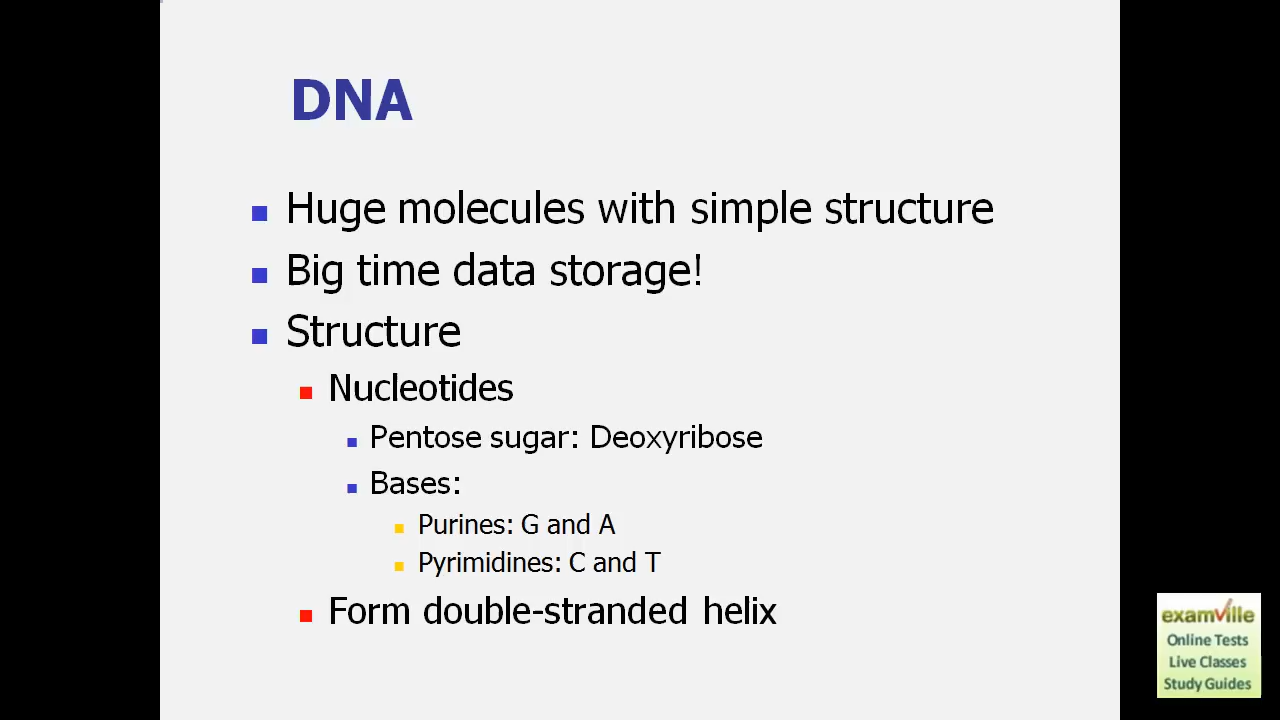 DNA
Huge molecules with simple structure
Big time data storage!
Structure
Nucleotides
Pentose sugar: Deoxyribose
Bases:
Purines: G and A
Pyrimidines: C and T
Form double-stranded helix
examville
Online Tests
Live Classes
Study Guides